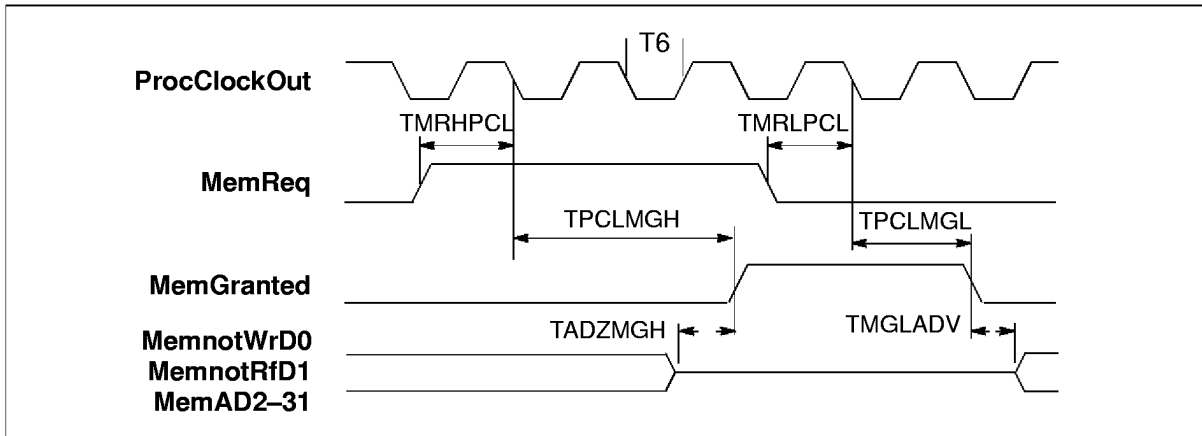 T6
ProcClockOut
TMRHPCL TMRLPCL
MemReq
TPCLMGH TPCLMGL
MemGranted
TADZMGH TMGLADV
MemnotWrD0
MemnotRfD1
MemAD2–31